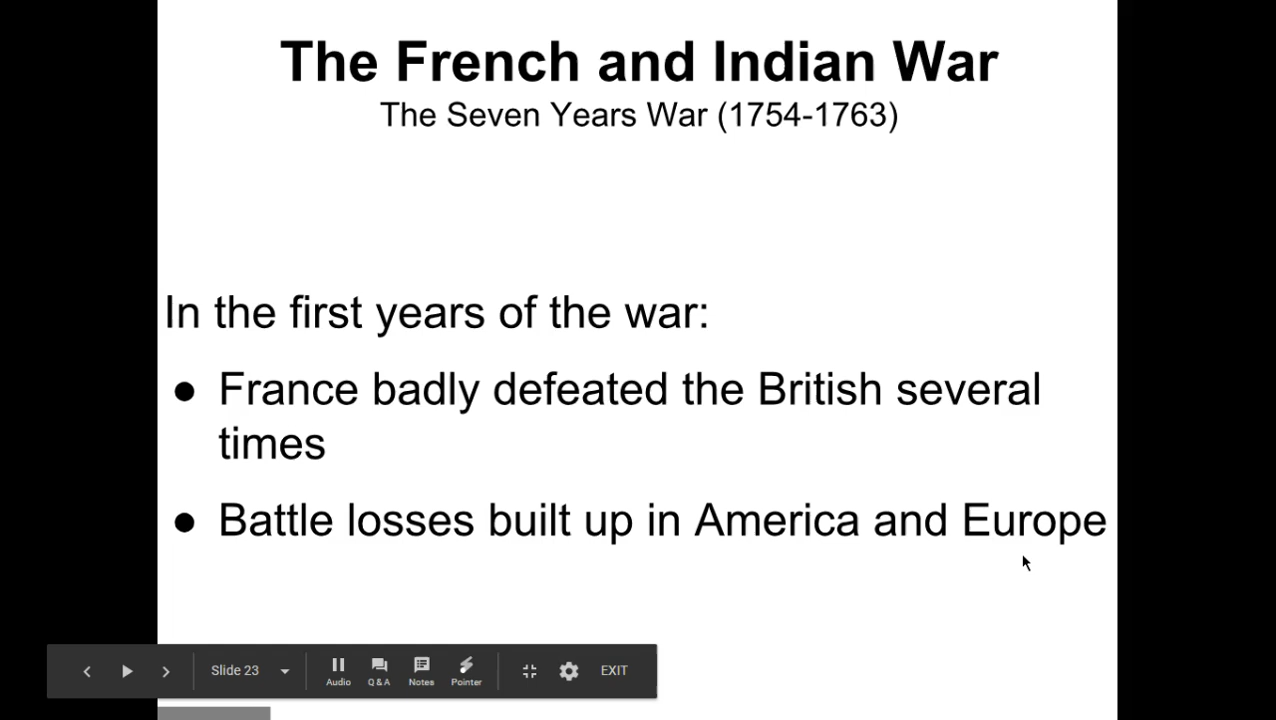 The French and Indian War
The Seven Years War (1754-1763)
In the first years of the war:
● France badly defeated the British several
times
● Battle losses built up in America and Europe
Slide 23
Audio
Q & A
Notes
Pointer
EXIT